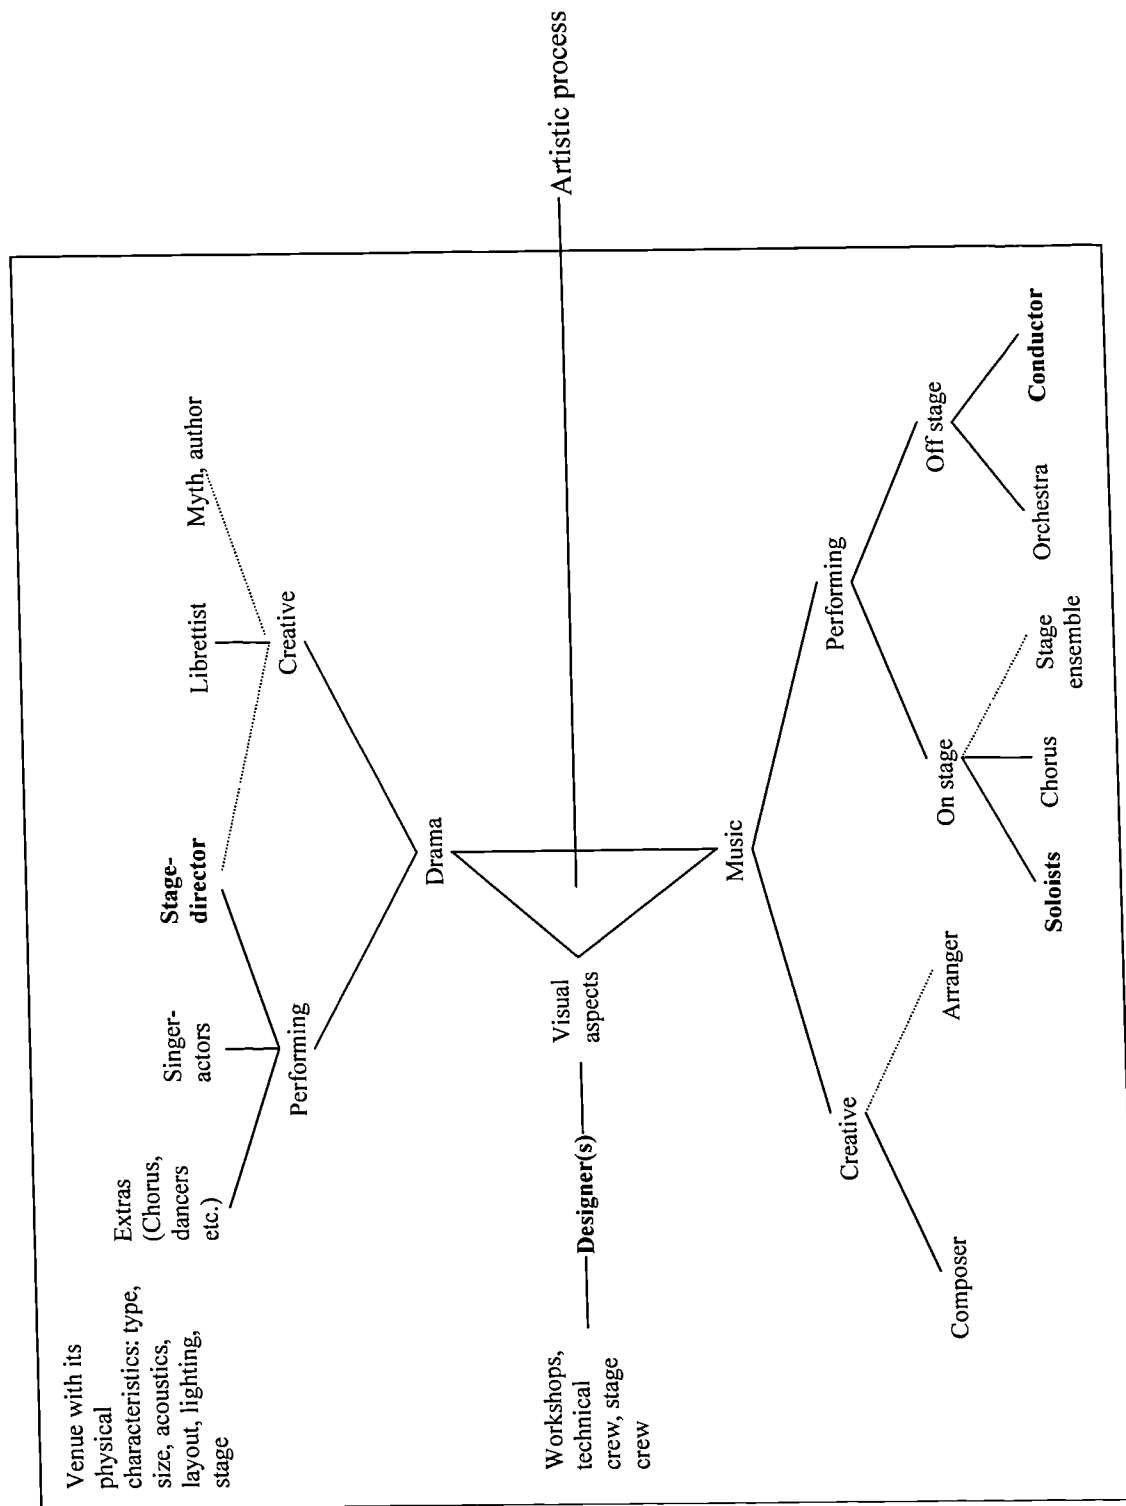 Venue with its
physical
characteristics: type,
size, acoustics,
layout, lighting,
stage
Extras
(Chorus,
dancers
etc.)
Singer-
actors
Stage-
director
Librettist
Myth, author
Performing
Creative
Drama
Workshops,
technical
crew, stage
crew
Designer(s)
Visual
aspects
Artistic process
Music
Creative
Performing
Composer
Arranger
On stage
Off stage
Soloists
Chorus
Stage
ensemble
Orchestra
Conductor